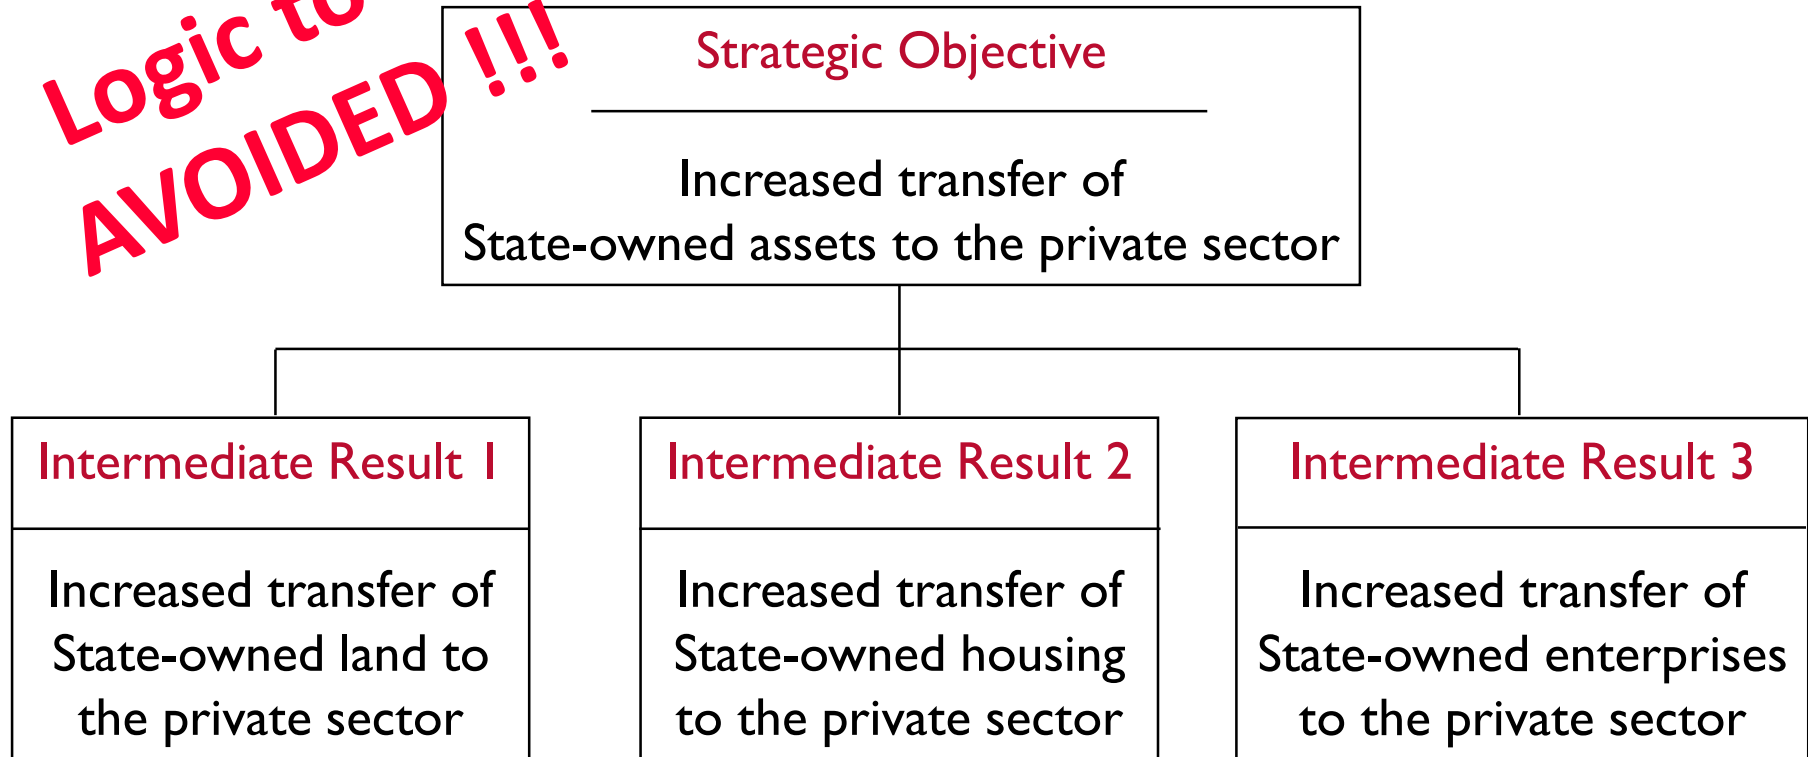 Logic to
AVOIDED !!!
Strategic Objective
Increased transfer of
State-owned assets to the private sector
Intermediate Result 1
Increased transfer of
State-owned land to
the private sector
Intermediate Result 2
Increased transfer of
State-owned housing
to the private sector
Intermediate Result 3
Increased transfer of
State-owned enterprises
to the private sector